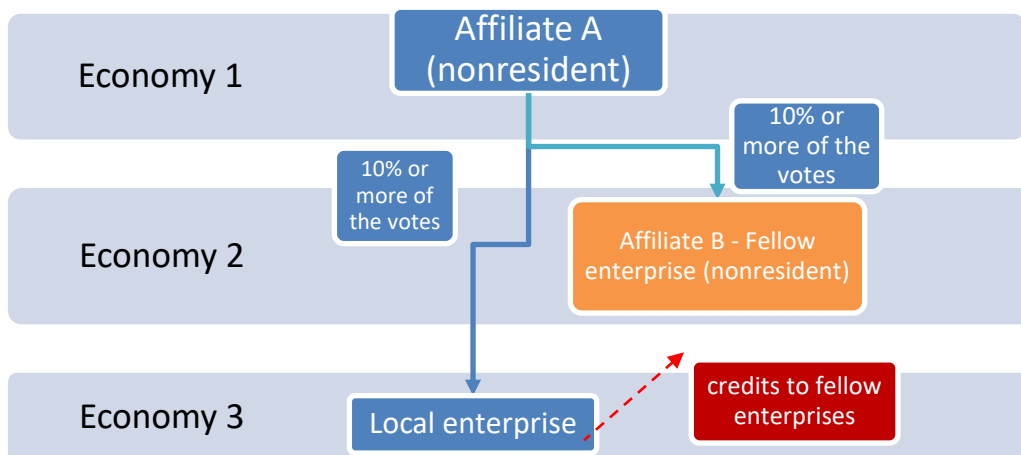 Affiliate A
(nonresident)
Economy 1
10% or
more of the
votes
10% or
more of
the votes
Economy 2
Affiliate B - Fellow
enterprise (nonresident)
Economy 3
Local enterprise
credits to fellow
enterprises